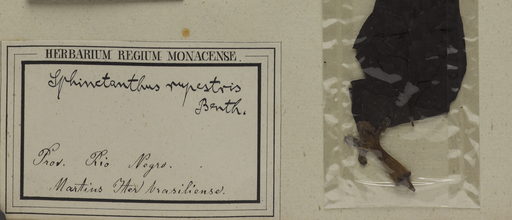 HERBARIUM REGIUM MONACENSE.
Sphinctanthus rupestris
Benth.
Prov. Rio Negro.
Martius Iter brasiliense.